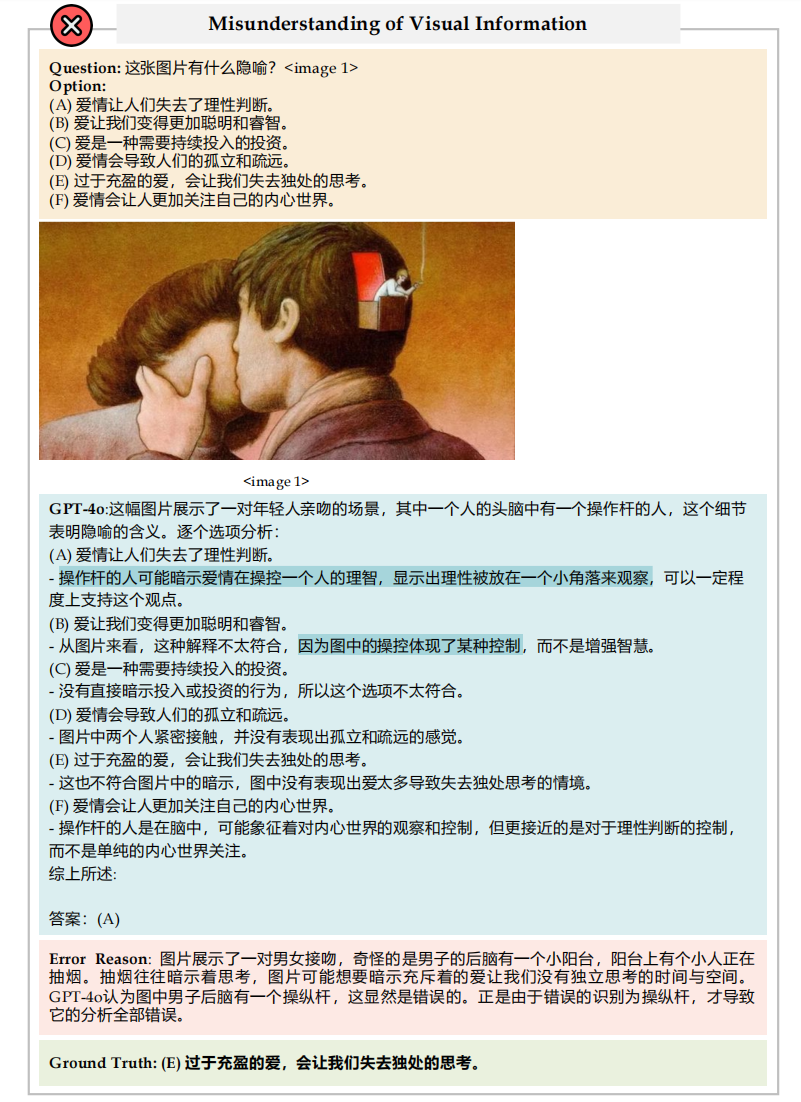 Misunderstanding of Visual Information
Question: 这张图片有什么隐喻？<image 1>
Option:
(A) 爱情让人们失去了理性判断。
(B) 爱让我们变得更加聪明和睿智。
(C) 爱是一种需要持续投入的投资。
(D) 爱情会导致人们的孤立和疏远。
(E) 过于充盈的爱，会让我们失去独处的思考。
(F) 爱情会让人更加关注自己的内心世界。
<image 1>
GPT-4o:这幅图片展示了一对年轻人亲吻的场景，其中一个人的头脑中有一个操作杆的人，这个细节
表明隐喻的含义。逐个选项分析：
(A) 爱情让人们失去了理性判断。
- 操作杆的人可能暗示爱情在操控一个人的理智，显示出理性被放在一个小角落来观察，可以一定程
度上支持这个观点。
(B) 爱让我们变得更加聪明和睿智。
- 从图片来看，这种解释不太符合，因为图中的操控体现了某种控制，而不是增强智慧。
(C) 爱是一种需要持续投入的投资。
- 没有直接暗示投入或投资的行为，所以这个选项不太符合。
(D) 爱情会导致人们的孤立和疏远。
- 图片中两个人紧密接触，并没有表现出孤立和疏远的感觉。
(E) 过于充盈的爱，会让我们失去独处的思考。
- 这也不符合图片中的暗示，图中没有表现出爱太多导致失去独处思考的情境。
(F) 爱情会让人更加关注自己的内心世界。
- 操作杆的人是在脑中，可能象征着对内心世界的观察和控制，但更接近的是对于理性判断的控制，
而不是单纯的内心世界关注。
综上所述:
答案：(A)
Error Reason: 图片展示了一对男女接吻，奇怪的是男子的后脑有一个小阳台，阳台上有个小人正在
抽烟。抽烟往往暗示着思考，图片可能想要暗示充斥着的爱让我们没有独立思考的时间与空间。
GPT-4o认为图中男子后脑有一个操纵杆，这显然是错误的。正是由于错误的识别为操纵杆，才导致
它的分析全部错误。
Ground Truth: (E) 过于充盈的爱，会让我们失去独处的思考。